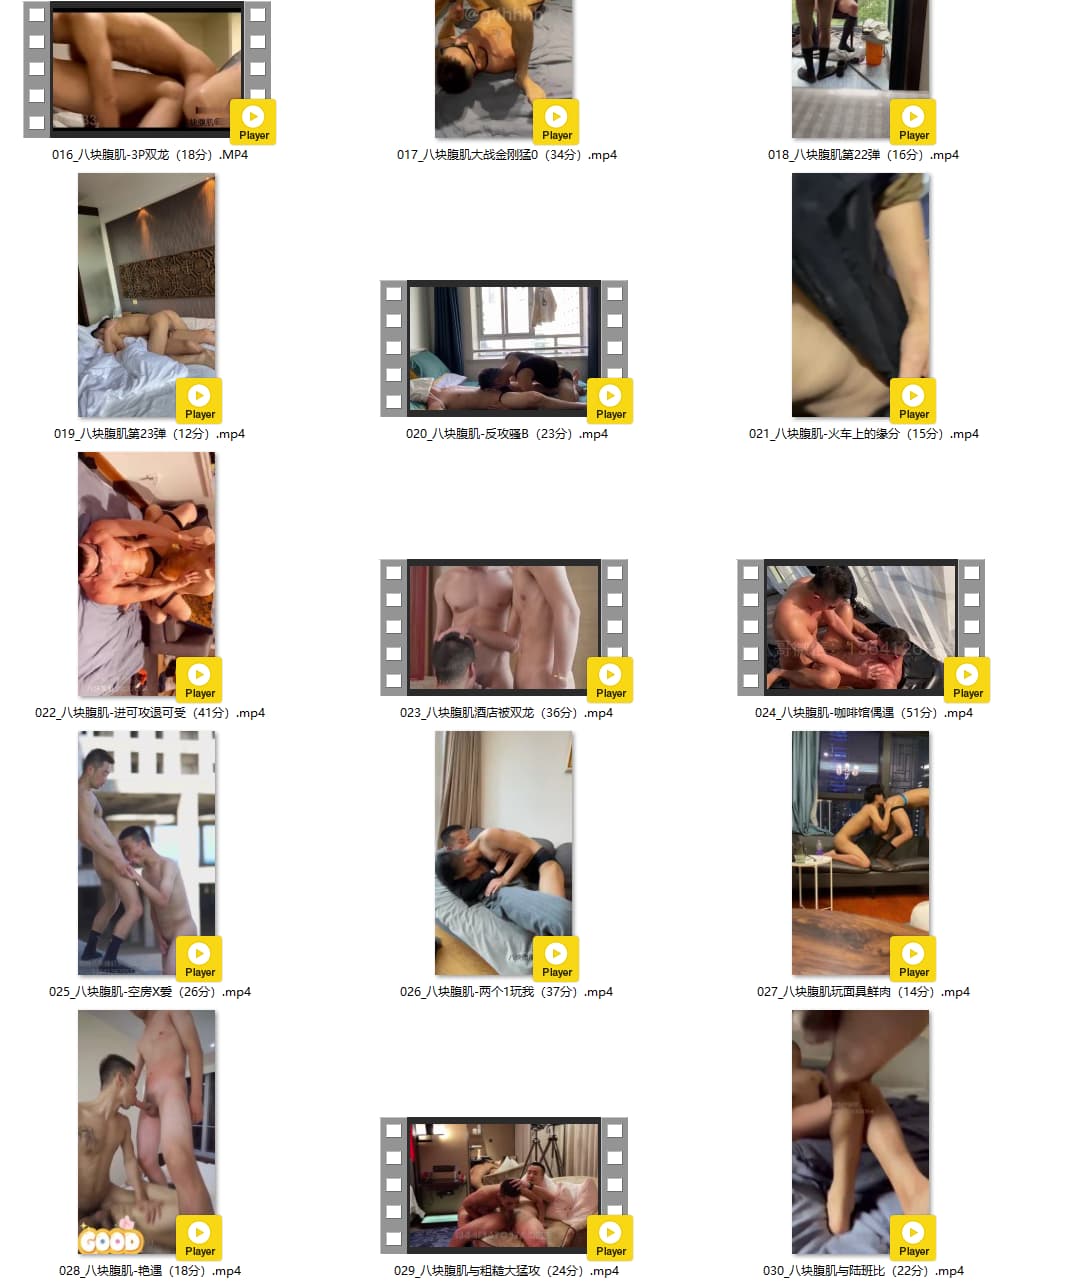 Player Player Player
016_八块腹肌-3P双龙（18分）.MP4
017_八块腹肌大战金刚猛0（34分）.mp4
018_八块腹肌第22弹（16分）.mp4
Player Player Player
019_八块腹肌第23弹（12分）.mp4
020_八块腹肌-反攻骚B（23分）.mp4
021_八块腹肌-火车上的缘分（15分）.mp4
Player Player Player
022_八块腹肌-进可攻退可受（41分）.mp4
023_八块腹肌酒店被双龙（36分）.mp4
024_八块腹肌-咖啡馆偶遇（51分）.mp4
Player Player Player
025_八块腹肌-空房X爱（26分）.mp4
026_八块腹肌-两个1玩我（37分）.mp4
027_八块腹肌玩面具鲜肉（14分）.mp4
GOOD
Player Player Player
028_八块腹肌-艳遇（18分）.mp4
029_八块腹肌与粗糙大猛攻（24分）.mp4
030_八块腹肌与陆班比（22分）.mp4